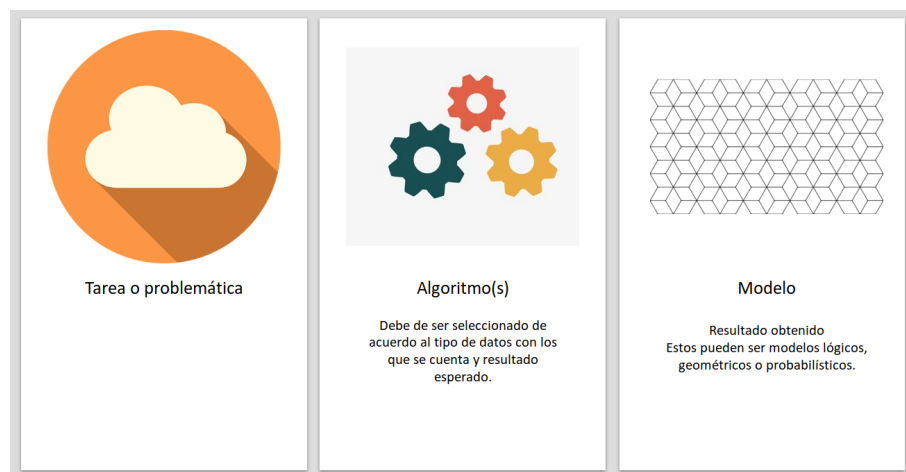 Tarea o problemática
Algoritmo(s)
Debe de ser seleccionado de
acuerdo al tipo de datos con los
que se cuenta y resultado
esperado.
Modelo
Resultado obtenido
Estos pueden ser modelos lógicos,
geométricos o probabilísticos.